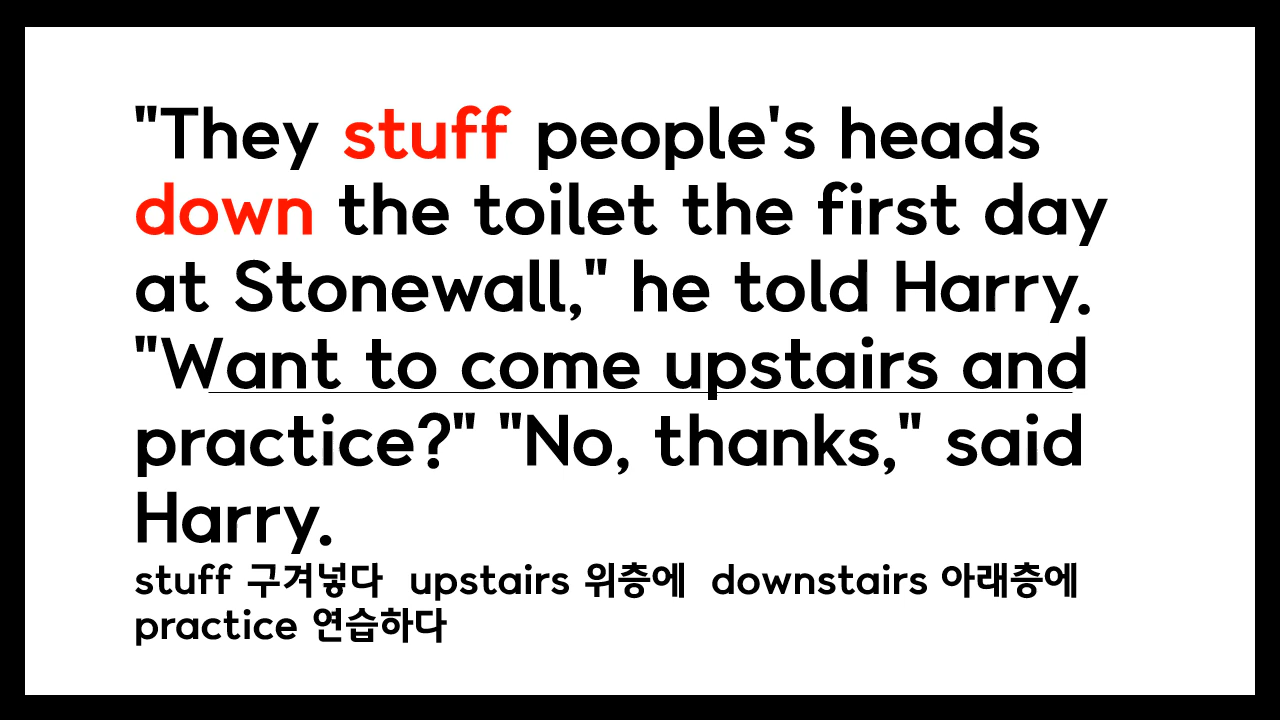 "They stuff people's heads
down the toilet the first day
at Stonewall," he told Harry.
"Want to come upstairs and
practice?" "No, thanks," said
Harry.
stuff 구겨넣다  upstairs 위층에  downstairs 아래층에
practice 연습하다